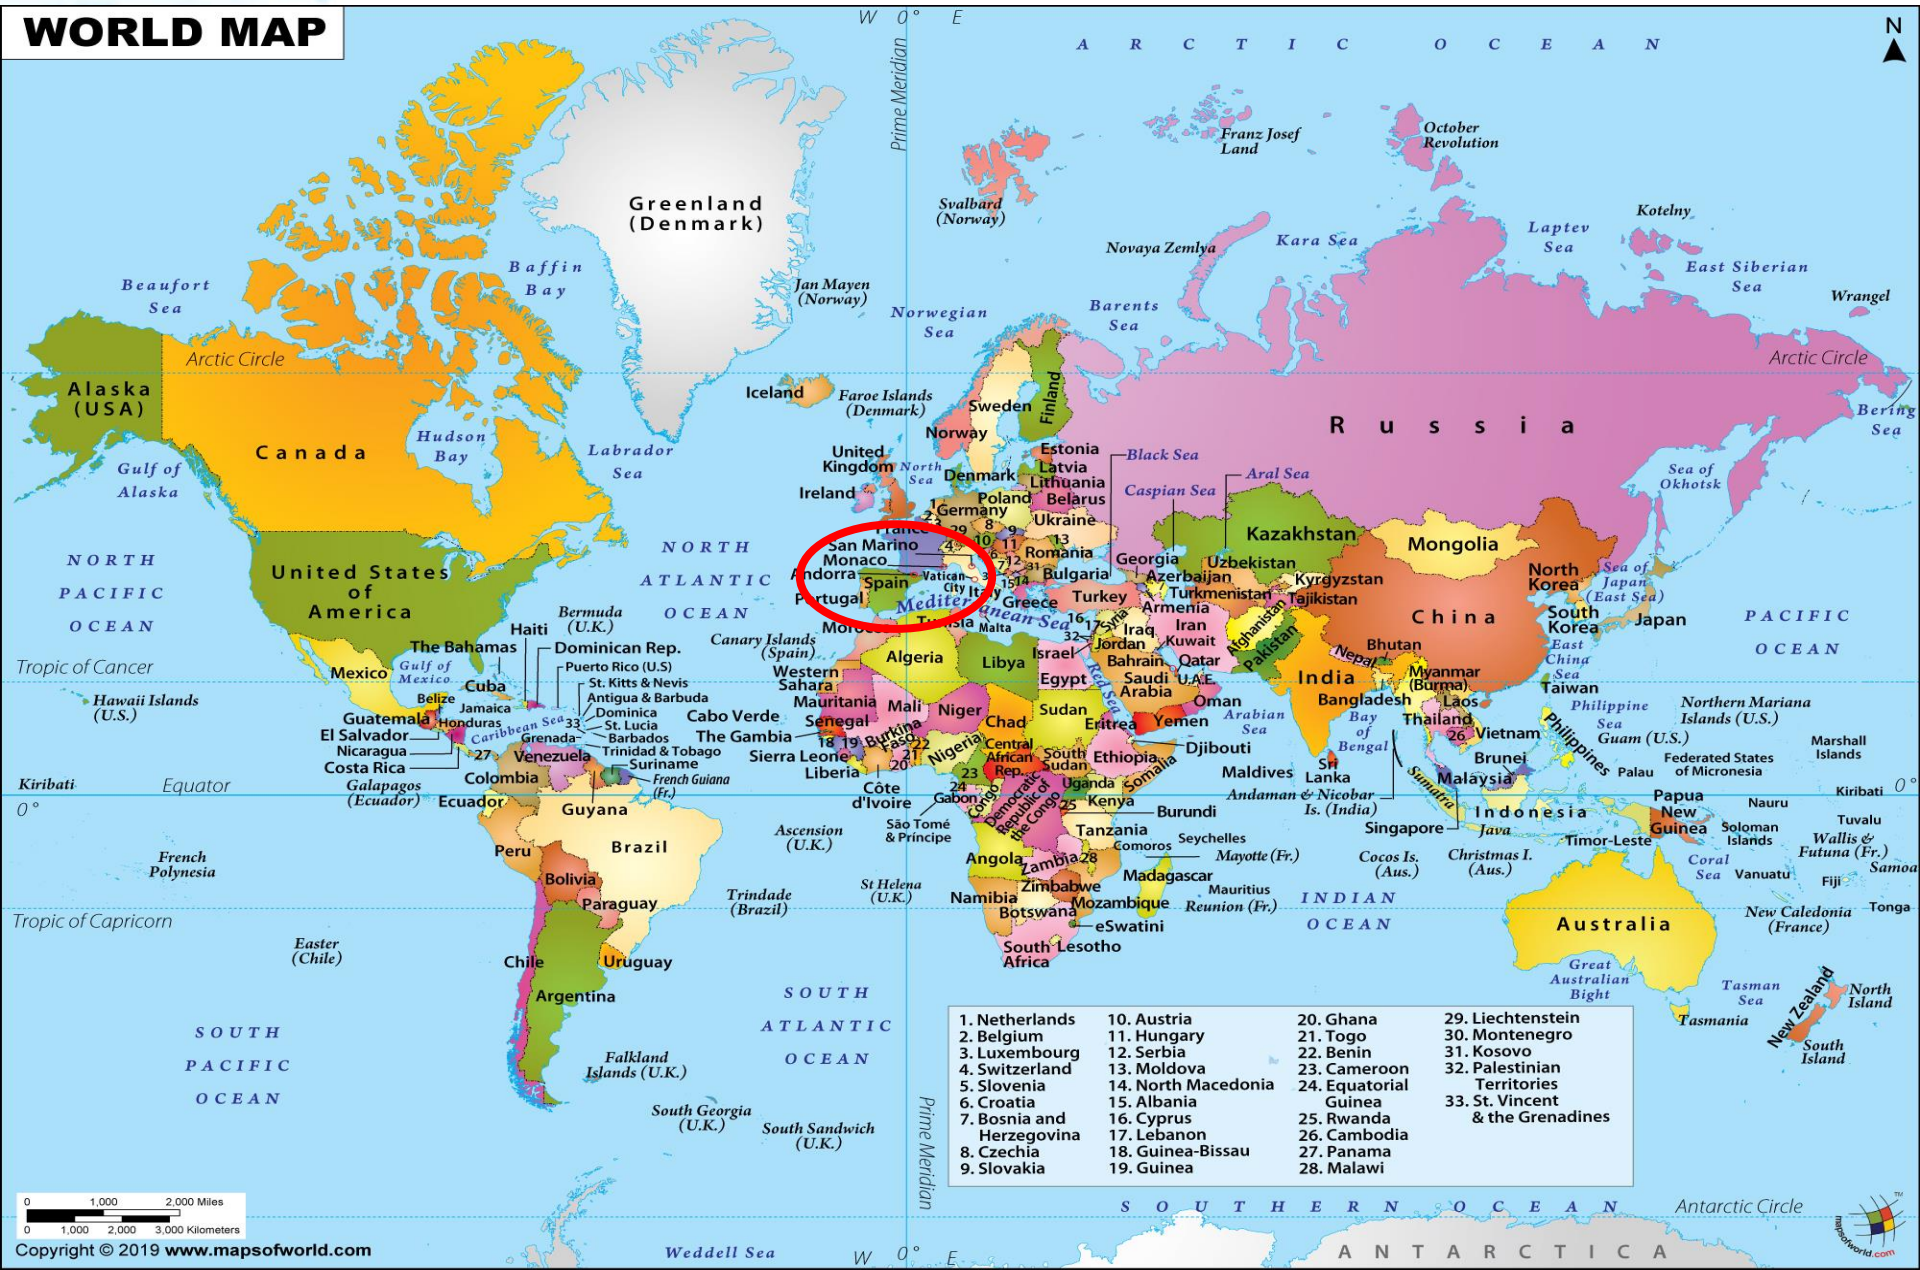 WORLD MAP
W 0° E
Prime Meridian
N
ARCTIC OCEAN
Greenland
(Denmark)
Svalbard
(Norway)
Franz Josef
Land
October
Revolution
Novaya Zemlya
Kara Sea
Laptev
Sea
Kotelny
East Siberian
Sea
Wrangel
Beaufort
Sea
Baffin
Bay
Jan Mayen
(Norway)
Norwegian
Sea
Barents
Sea
Arctic Circle
Arctic Circle
Alaska
(USA)
Canada
Hudson
Bay
Labrador
Sea
Gulf of
Alaska
Iceland
Faroe Islands
(Denmark)
Sweden
Finland
Norway
Russia
Bering
Sea
Sea of
Okhotsk
United
Kingdom
North
Sea
Ireland
Denmark
Estonia
Latvia
Lithuania
Belarus
Poland
Germany
Ukraine
France
San Marino
Monaco
Andorra
Spain
Portugal
Vatican
City
Italy
Romania
Bulgaria
Greece
Turkey
Black Sea
Caspian Sea
Aral Sea
Georgia
Azerbaijan
Armenia
Kazakhstan
Uzbekistan
Turkmenistan
Kyrgyzstan
Tajikistan
Mongolia
China
North
Korea
South
Korea
Sea of
Japan
(East Sea)
Japan
NORTH
PACIFIC
OCEAN
United States
of
America
NORTH
ATLANTIC
OCEAN
PACIFIC
OCEAN
Mediterranean Sea
Malta
Tunisia
Morocco
Algeria
Libya
Egypt
Israel
Syria
Iraq
Iran
Jordan
Kuwait
Bahrain
Qatar
U.A.E.
Saudi
Arabia
Oman
Yemen
Red Sea
Afghanistan
Pakistan
Nepal
Bhutan
India
Bangladesh
Myanmar
(Burma)
Laos
Thailand
Vietnam
East
China
Sea
Taiwan
Philippine
Sea
Philippines
Guam (U.S.)
Northern Mariana
Islands (U.S.)
Tropic of Cancer
Hawaii Islands
(U.S.)
Bermuda
(U.K.)
Canary Islands
(Spain)
Western
Sahara
Mexico
Gulf of
Mexico
The Bahamas
Haiti
Dominican Rep.
Puerto Rico (U.S)
St. Kitts & Nevis
Antigua & Barbuda
Dominica
St. Lucia
Barbados
Grenada
Trinidad & Tobago
Cuba
Jamaica
Belize
Honduras
Guatemala
El Salvador
Nicaragua
Costa Rica
Caribbean Sea
Venezuela
Suriname
French Guiana
(Fr.)
Guyana
Colombia
Ecuador
Galapagos
(Ecuador)
Peru
Brazil
Bolivia
Paraguay
Chile
Uruguay
Argentina
Cabo Verde
Mauritania
Senegal
The Gambia
Mali
Niger
Chad
Sudan
Eritrea
Djibouti
Burkina
Faso
Sierra Leone
Liberia
Côte
d'Ivoire
Nigeria
Central
African
Rep.
South
Sudan
Ethiopia
Somalia
Uganda
Kenya
Gabon
Congo
Democratic
Republic of
the Congo
São Tomé
& Príncipe
Burundi
Tanzania
Seychelles
Comoros
Mayotte (Fr.)
Angola
Zambia
Madagascar
Zimbabwe
Mozambique
Namibia
Botswana
Mauritius
Reunion (Fr.)
eSwatini
Lesotho
South
Africa
Arabian
Sea
Bay
of
Bengal
Maldives
Sri
Lanka
Andaman & Nicobar
Is. (India)
Brunei
Malaysia
Sumatra
Singapore
Indonesia
Java
Timor-Leste
Papua
New
Guinea
Palau
Federated States
of Micronesia
Marshall
Islands
Kiribati
Nauru
Tuvalu
Soloman
Islands
Wallis &
Futuna (Fr.)
Samoa
Vanuatu
Fiji
Tonga
New Caledonia
(France)
Coral
Sea
Cocos Is.
(Aus.)
Christmas I.
(Aus.)
Kiribati
Equator
0°
0°
French
Polynesia
Tropic of Capricorn
Easter
(Chile)
Ascension
(U.K.)
St Helena
(U.K.)
Trindade
(Brazil)
INDIAN
OCEAN
Australia
Great
Australian
Bight
Tasman
Sea
Tasmania
New Zealand
North
Island
South
Island
SOUTH
PACIFIC
OCEAN
SOUTH
ATLANTIC
OCEAN
Falkland
Islands (U.K.)
South Georgia
(U.K.)
South Sandwich
(U.K.)
Prime Meridian
1. Netherlands
2. Belgium
3. Luxembourg
4. Switzerland
5. Slovenia
6. Croatia
7. Bosnia and
Herzegovina
8. Czechia
9. Slovakia
10. Austria
11. Hungary
12. Serbia
13. Moldova
14. North Macedonia
15. Albania
16. Cyprus
17. Lebanon
18. Guinea-Bissau
19. Guinea
20. Ghana
21. Togo
22. Benin
23. Cameroon
24. Equatorial
Guinea
25. Rwanda
26. Cambodia
27. Panama
28. Malawi
29. Liechtenstein
30. Montenegro
31. Kosovo
32. Palestinian
Territories
33. St. Vincent
& the Grenadines
SOUTHERN OCEAN
Antarctic Circle
ANTARCTICA
Weddell Sea
W 0° E
0 1,000 2,000 Miles
0 1,000 2,000 3,000 Kilometers
Copyright © 2019 www.mapsofworld.com
mapsofworld.com